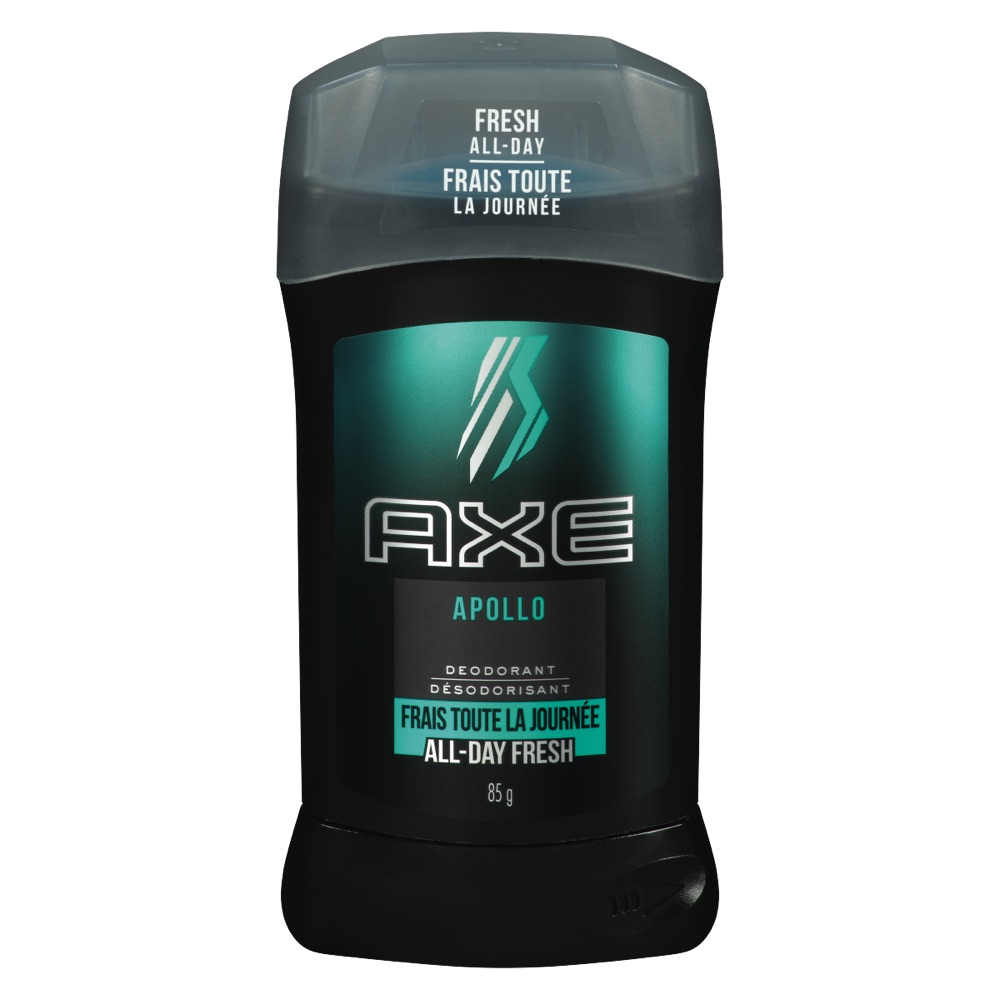 FRESH
ALL-DAY
FRAIS TOUTE
LA JOURNÉE
AXE
APOLLO
DEODORANT
DÉSODORISANT
FRAIS TOUTE LA JOURNÉE
ALL-DAY FRESH
85 g